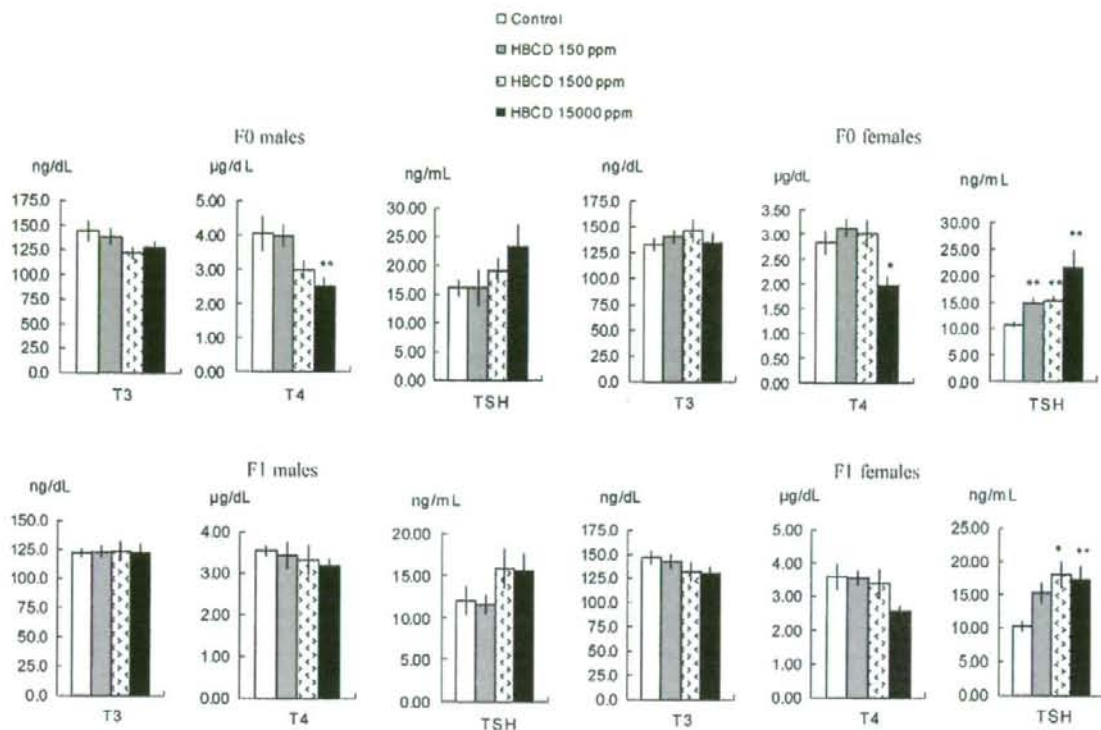 Control
HBCD 150 ppm
HBCD 1500 ppm
HBCD 15000 ppm
F0 males
ng/dL
175.0
150.0
125.0
100.0
75.0
50.0
25.0
0.0
T3
µg/dL
5.00
4.00
3.00
2.00
1.00
0.00
**
T4
ng/mL
30.00
25.00
20.00
15.00
10.00
5.00
0.00
TSH
F0 females
ng/dL
175.0
150.0
125.0
100.0
75.0
50.0
25.0
0.0
T3
µg/dL
3.50
3.00
2.50
2.00
1.50
1.00
0.50
0.00
*
T4
ng/mL
30.00
25.00
20.00
15.00
10.00
5.00
0.00
** ** **
TSH
F1 males
ng/dL
150.0
125.0
100.0
75.0
50.0
25.0
0.0
T3
µg/dL
4.00
3.00
2.00
1.00
0.00
T4
ng/mL
20.00
15.00
10.00
5.00
0.00
TSH
F1 females
ng/dL
175.0
150.0
125.0
100.0
75.0
50.0
25.0
0.0
T3
µg/dL
5.00
4.00
3.00
2.00
1.00
0.00
T4
ng/mL
25.00
20.00
15.00
10.00
5.00
0.00
* **
TSH